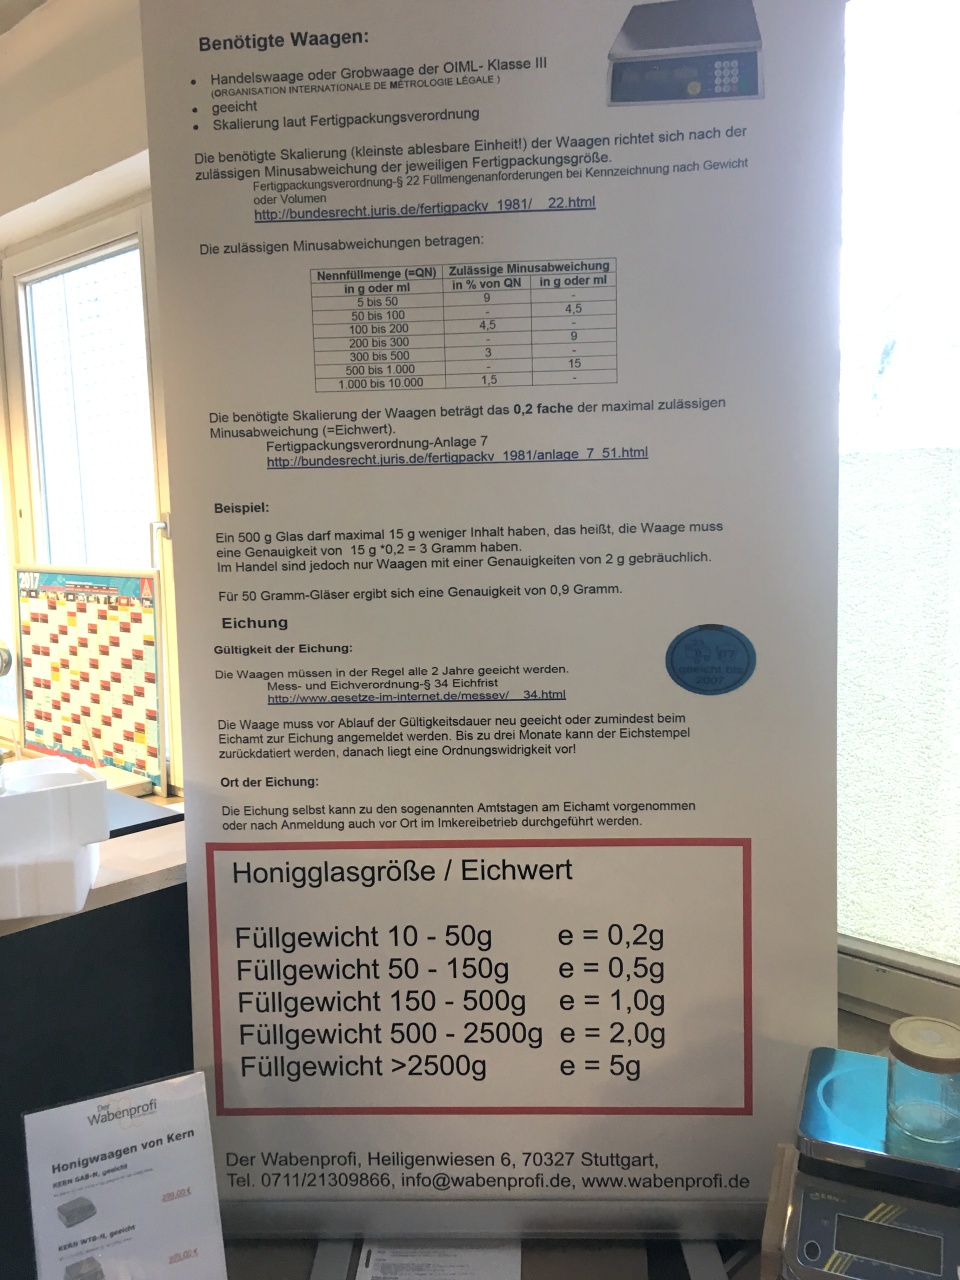 Benötigte Waagen:
• Handelswaage oder Grobwaage der OIML- Klasse III
(ORGANISATION INTERNATIONALE DE MÉTROLOGIE LÉGALE )
• geeicht
• Skalierung laut Fertigpackungsverordnung
Die benötigte Skalierung (kleinste ablesbare Einheit!) der Waagen richtet sich nach der
zulässigen Minusabweichung der jeweiligen Fertigpackungsgröße.
Fertigpackungsverordnung-§ 22 Füllmengenanforderungen bei Kennzeichnung nach Gewicht
oder Volumen
http://bundesrecht.juris.de/fertigpackv_1981/__22.html
Die zulässigen Minusabweichungen betragen:
Nennfüllmenge (=QN) Zulässige Minusabweichung
in g oder ml in % von QN in g oder ml
5 bis 50 9 -
50 bis 100 - 4,5
100 bis 200 4,5 -
200 bis 300 - 9
300 bis 500 3 -
500 bis 1.000 - 15
1.000 bis 10.000 1,5 -
Die benötigte Skalierung der Waagen beträgt das 0,2 fache der maximal zulässigen
Minusabweichung (=Eichwert).
Fertigpackungsverordnung-Anlage 7
http://bundesrecht.juris.de/fertigpackv_1981/anlage_7_51.html
Beispiel:
Ein 500 g Glas darf maximal 15 g weniger Inhalt haben, das heißt, die Waage muss
eine Genauigkeit von 15 g *0,2 = 3 Gramm haben.
Im Handel sind jedoch nur Waagen mit einer Genauigkeiten von 2 g gebräuchlich.
Für 50 Gramm-Gläser ergibt sich eine Genauigkeit von 0,9 Gramm.
Eichung
Gültigkeit der Eichung:
Die Waagen müssen in der Regel alle 2 Jahre geeicht werden.
Mess- und Eichverordnung-§ 34 Eichfrist
http://www.gesetze-im-internet.de/messev/__34.html
'07
geeicht bis
2007
Die Waage muss vor Ablauf der Gültigkeitsdauer neu geeicht oder zumindest beim
Eichamt zur Eichung angemeldet werden. Bis zu drei Monate kann der Eichstempel
zurückdatiert werden, danach liegt eine Ordnungswidrigkeit vor!
Ort der Eichung:
Die Eichung selbst kann zu den sogenannten Amtstagen am Eichamt vorgenommen
oder nach Anmeldung auch vor Ort im Imkereibetrieb durchgeführt werden.
Honigglasgröße / Eichwert
Füllgewicht 10 - 50g e = 0,2g
Füllgewicht 50 - 150g e = 0,5g
Füllgewicht 150 - 500g e = 1,0g
Füllgewicht 500 - 2500g e = 2,0g
Füllgewicht >2500g e = 5g
Der Wabenprofi, Heiligenwiesen 6, 70327 Stuttgart,
Tel. 0711/21309866, info@wabenprofi.de, www.wabenprofi.de
2017
Der
Wabenprofi
Honigwaagen von Kern
KERN GAB-N, geeicht
KERN WTB-N, geeicht
KERN